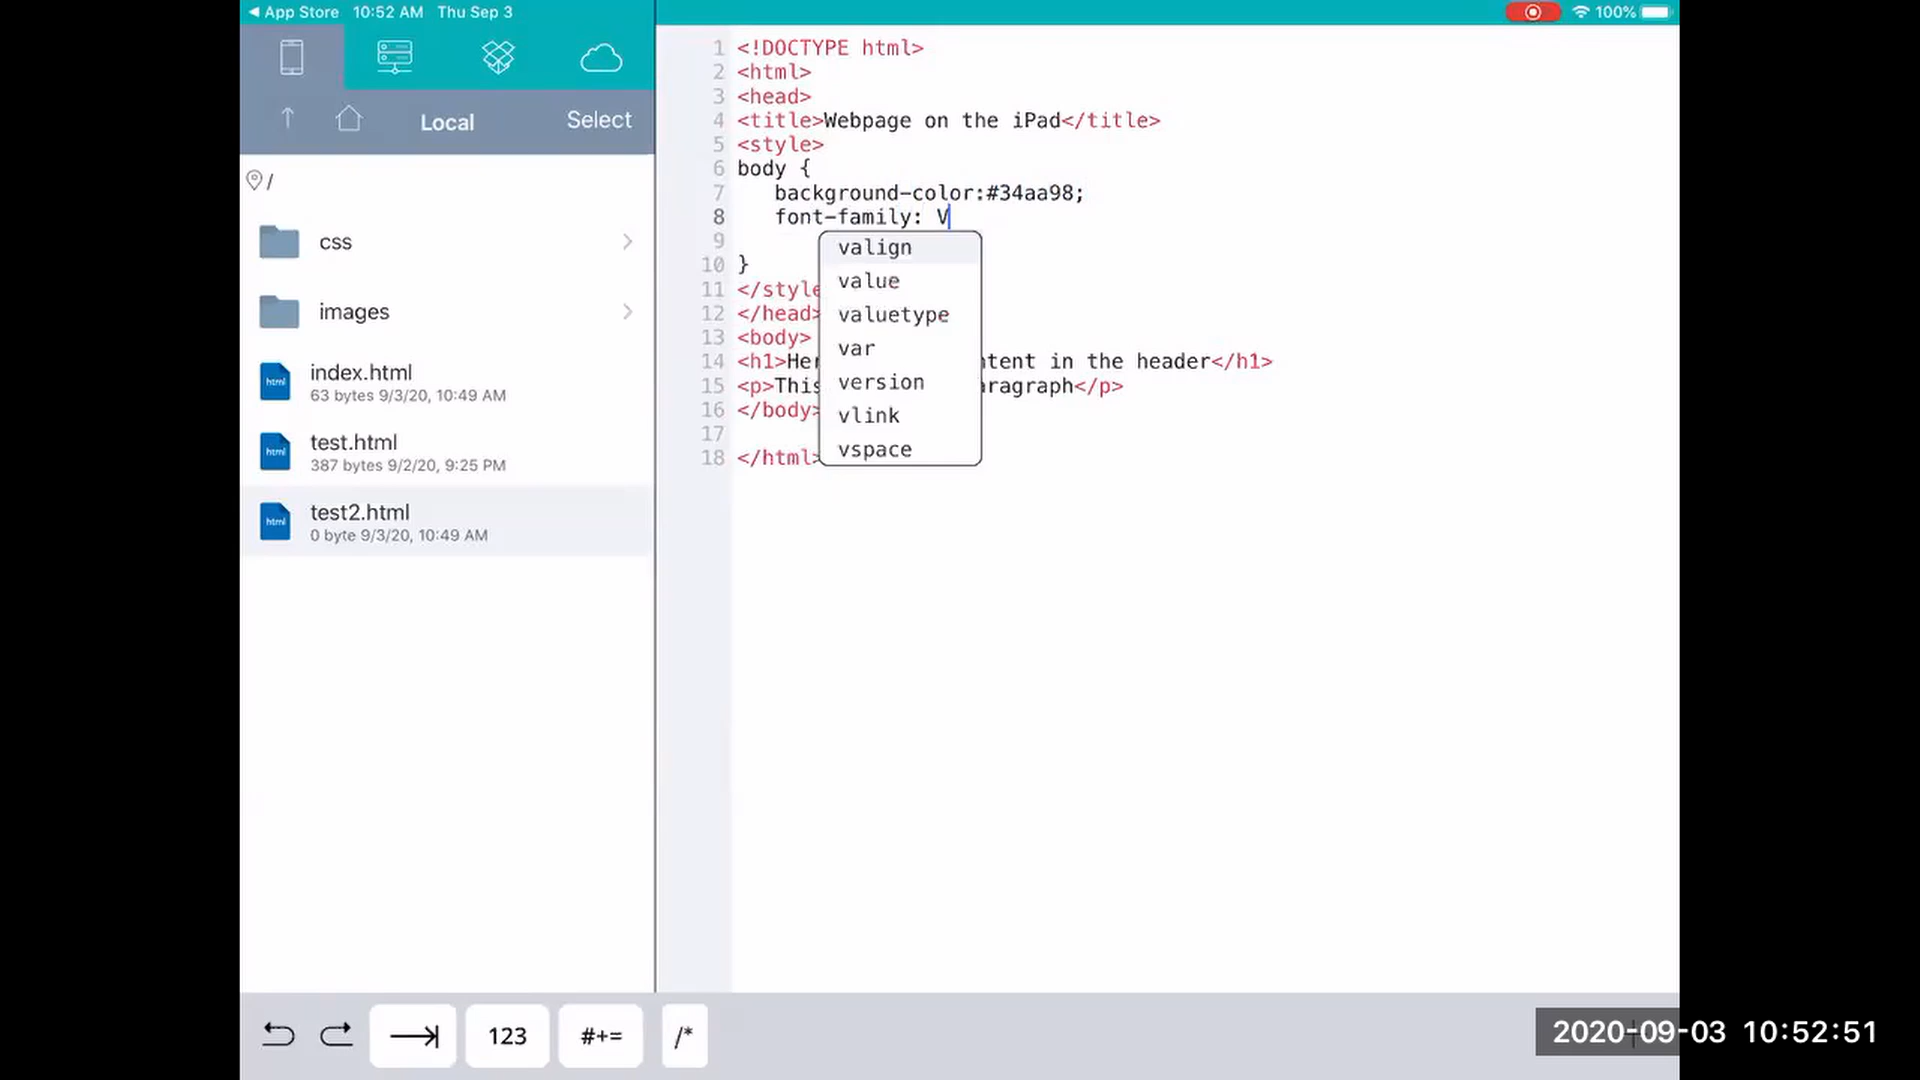 App Store 10:52 AM Thu Sep 3
100%
Local
Select
/
css
images
html
index.html
63 bytes 9/3/20, 10:49 AM
html
test.html
387 bytes 9/2/20, 9:25 PM
html
test2.html
0 byte 9/3/20, 10:49 AM
1 <!DOCTYPE html>
2 <html>
3 <head>
4 <title>Webpage on the iPad</title>
5 <style>
6 body {
7 background-color:#34aa98;
8 font-family: V
9
10 }
11 </style
12 </head>
13 <body>
14 <h1>Her ntent in the header</h1>
15 <p>This aragraph</p>
16 </body>
17
18 </html>
valign
value
valuetype
var
version
vlink
vspace
123
#+=
/*
2020-09-03 10:52:51